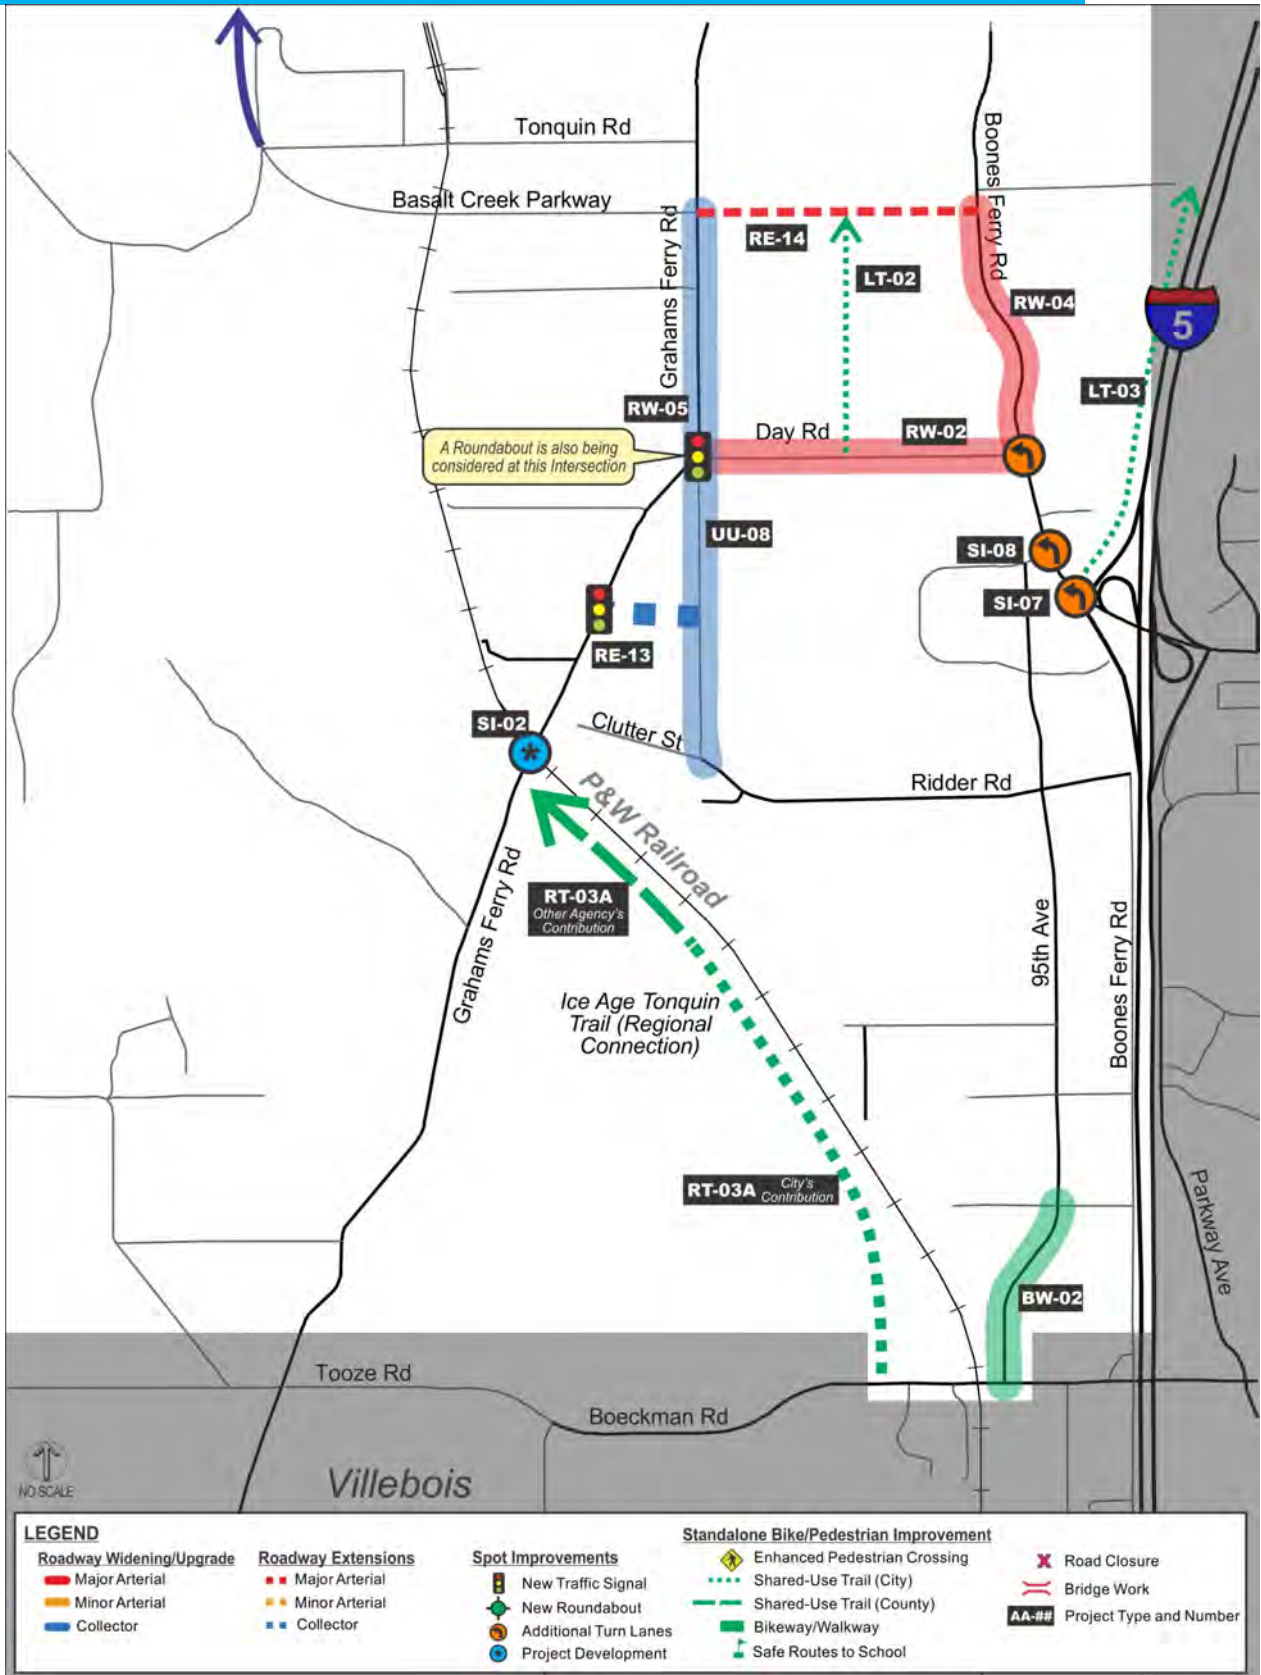 Tonquin Rd
Boones Ferry Rd
Basalt Creek Parkway
RE-14
Grahams Ferry Rd
LT-02
RW-04
5
LT-03
RW-05
Day Rd
RW-02
A Roundabout is also being
considered at this Intersection
UU-08
SI-08
SI-07
RE-13
SI-02
Clutter St
P&W Railroad
Ridder Rd
RT-03A
Other Agency's
Contribution
Grahams Ferry Rd
95th Ave
Boones Ferry Rd
Ice Age Tonquin
Trail (Regional
Connection)
RT-03A City's
Contribution
Parkway Ave
BW-02
Tooze Rd
Boeckman Rd
NO SCALE
Villebois
LEGEND
Roadway Widening/Upgrade
Major Arterial
Minor Arterial
Collector
Roadway Extensions
Major Arterial
Minor Arterial
Collector
Spot Improvements
New Traffic Signal
New Roundabout
Additional Turn Lanes
Project Development
Standalone Bike/Pedestrian Improvement
Enhanced Pedestrian Crossing
Shared-Use Trail (City)
Shared-Use Trail (County)
Bikeway/Walkway
Safe Routes to School
Road Closure
Bridge Work
AA-## Project Type and Number